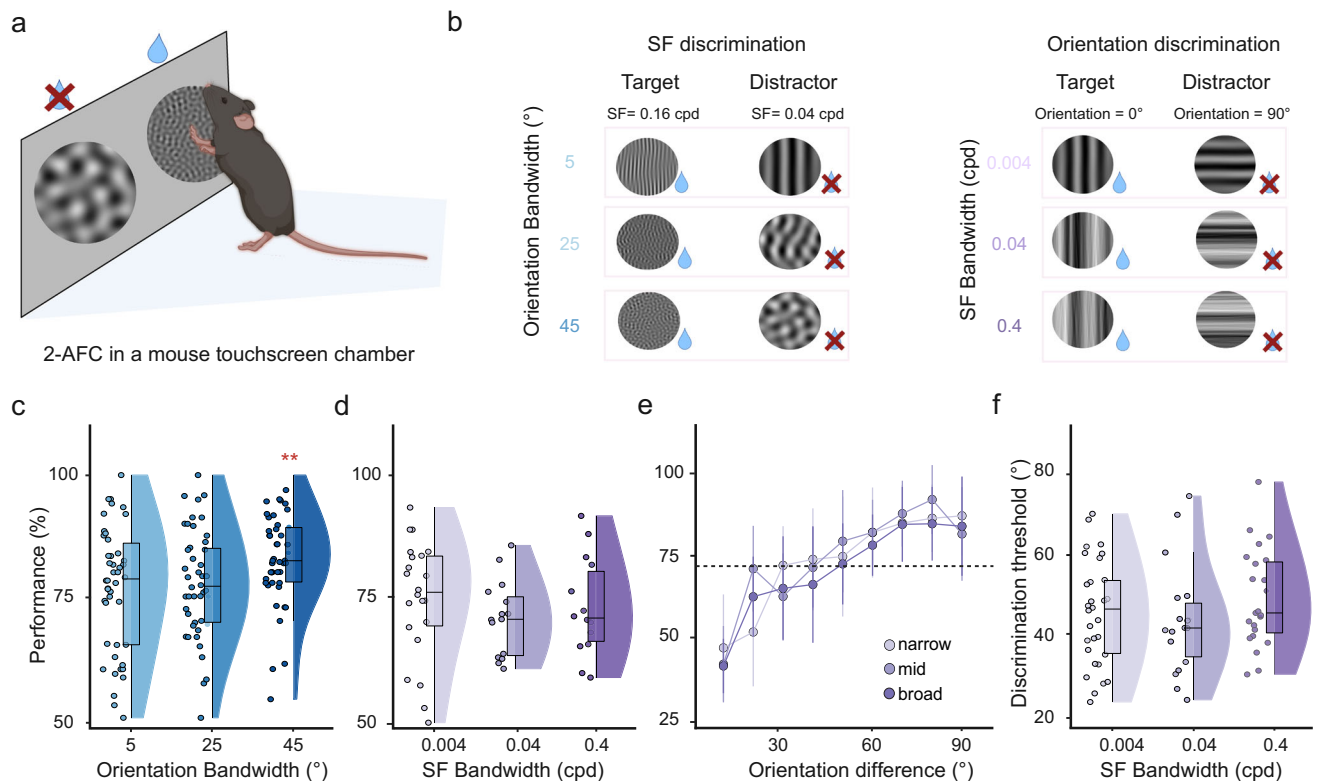 a
2-AFC in a mouse touchscreen chamber
b
SF discrimination
Target
Distractor
SF= 0.16 cpd
SF= 0.04 cpd
Orientation Bandwidth (°)
5
25
45
Orientation discrimination
Target
Distractor
Orientation = 0°
Orientation = 90°
SF Bandwidth (cpd)
0.004
0.04
0.4
c
Performance (%)
100
75
50
**
5
25
45
Orientation Bandwidth (°)
d
100
75
50
0.004
0.04
0.4
SF Bandwidth (cpd)
e
100
75
50
25
narrow
mid
broad
30
60
90
Orientation difference (°)
f
Discrimination threshold (°)
80
60
40
20
0.004
0.04
0.4
SF Bandwidth (cpd)